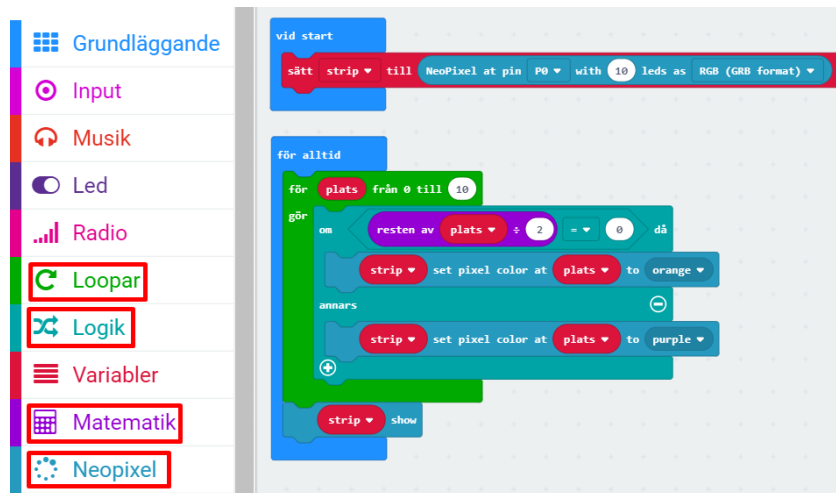 Grundläggande
Input
Musik
Led
Radio
Loopar
Logik
Variabler
Matematik
Neopixel
vid start
sätt strip till NeoPixel at pin P0 with 10 leds as RGB (GRB format)
för alltid
för plats från 0 till 10
gör
om resten av plats ÷ 2 = 0 då
strip set pixel color at plats to orange
annars
strip set pixel color at plats to purple
strip show